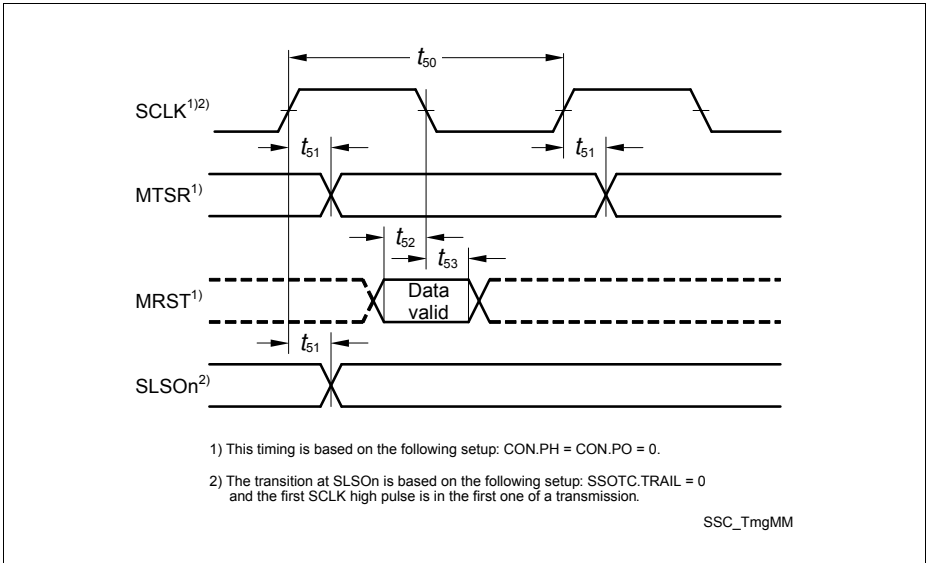 t50
SCLK1)2)
t51
t51
MTSR1)
t52
t53
MRST1)
Data
valid
t51
SLSOn2)
1) This timing is based on the following setup: CON.PH = CON.PO = 0.
2) The transition at SLSOn is based on the following setup: SSOTC.TRAIL = 0
and the first SCLK high pulse is in the first one of a transmission.
SSC_TmgMM